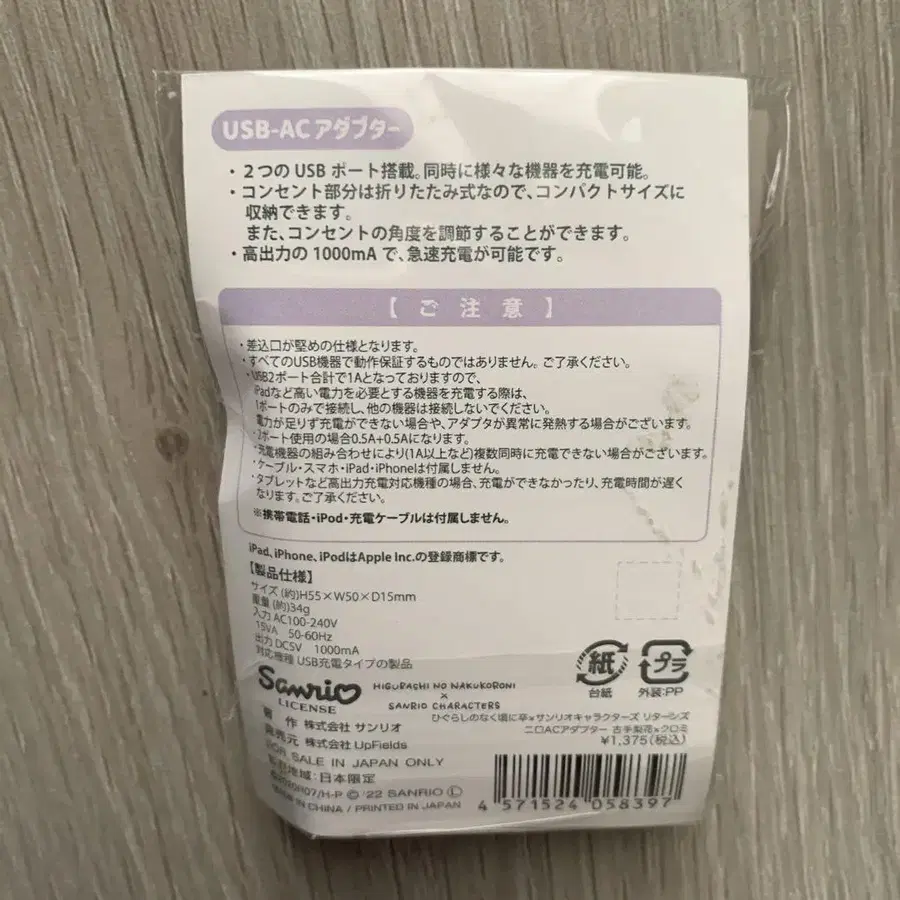 USB-AC アダプター
・2つの USB ポート搭載。同時に様々な機器を充電可能。
・コンセント部分は折りたたみ式なので、コンパクトサイズに
収納できます。
また、コンセントの角度を調節することができます。
・高出力の 1000mA で、急速充電が可能です。
【ご注意】
・差込口が堅めの仕様となります。
・すべてのUSB機器で動作保証するものではありません。ご了承ください。
・USB2ポート合計で1Aとなっておりますので、
iPadなど高い電力を必要とする機器を充電する際は、
1ポートのみで接続し、他の機器は接続しないでください。
電力が足りず充電ができない場合や、アダプタが異常に発熱する場合がございます。
・2ポート使用の場合0.5A+0.5Aになります。
・充電機器の組み合わせにより(1A以上など)複数同時に充電できない場合がございます。
・ケーブル・スマホ・iPad・iPhoneは付属しません。
・タブレットなど高出力充電対応機種の場合、充電ができなかったり、充電時間が遅く
なります。ご了承ください。
※携帯電話・iPod・充電ケーブルは付属しません。
iPad、iPhone、iPodはApple Inc.の登録商標です。
【製品仕様】
サイズ (約)H55×W50×D15mm
重量 (約)34g
入力 AC100-240V
15VA 50-60Hz
出力 DC5V 1000mA
対応機種 USB充電タイプの製品
紙
台紙
プラ
外装:PP
Sanrio
LICENSE
HIGURASHI NO NAKUKORONI
×
SANRIO CHARACTERS
ひぐらしのなく頃に卒×サンリオキャラクターズ リターンズ
二口ACアダプター 古手梨花×クロミ
¥1,375(税込)
著 作 株式会社 サンリオ
発売元 株式会社 UpFields
FOR SALE IN JAPAN ONLY
販売地域:日本限定
©2020竜騎士07/H-P © '22 SANRIO Ⓛ
MADE IN CHINA / PRINTED IN JAPAN
4 571524 058397